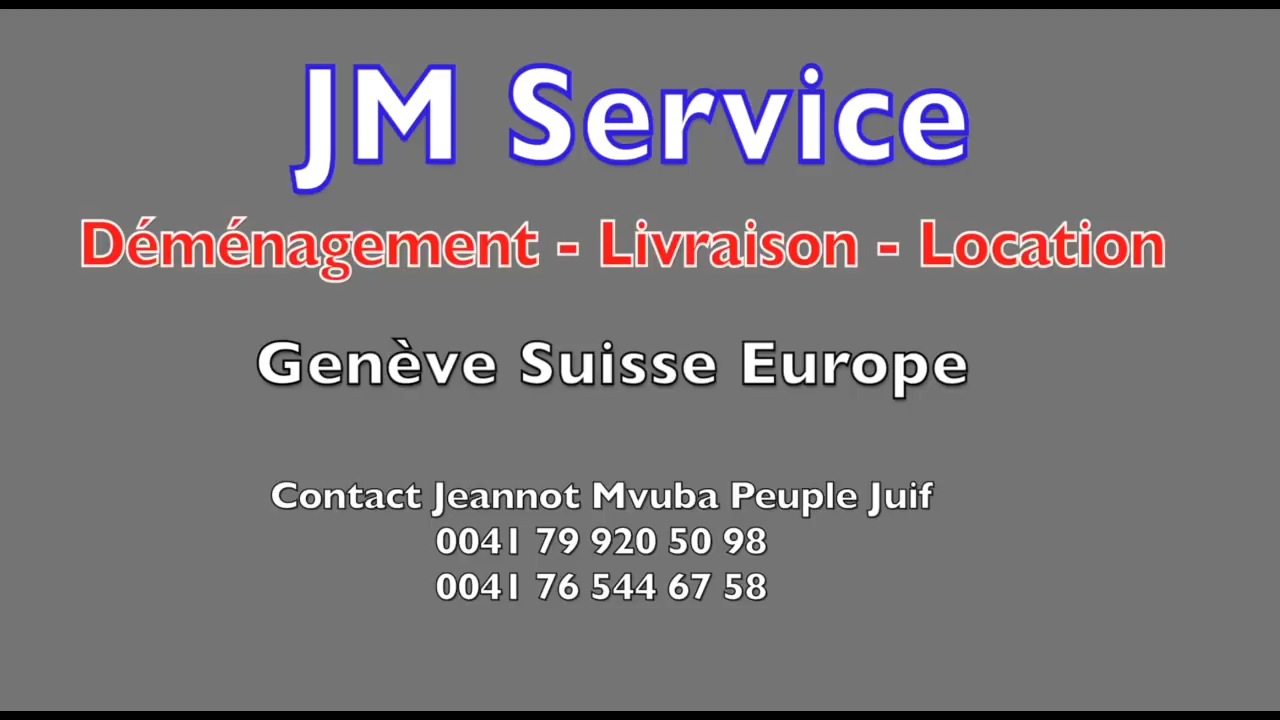 JM Service
Déménagement - Livraison - Location
Genève Suisse Europe
Contact Jeannot Mvuba Peuple Juif
0041 79 920 50 98
0041 76 544 67 58